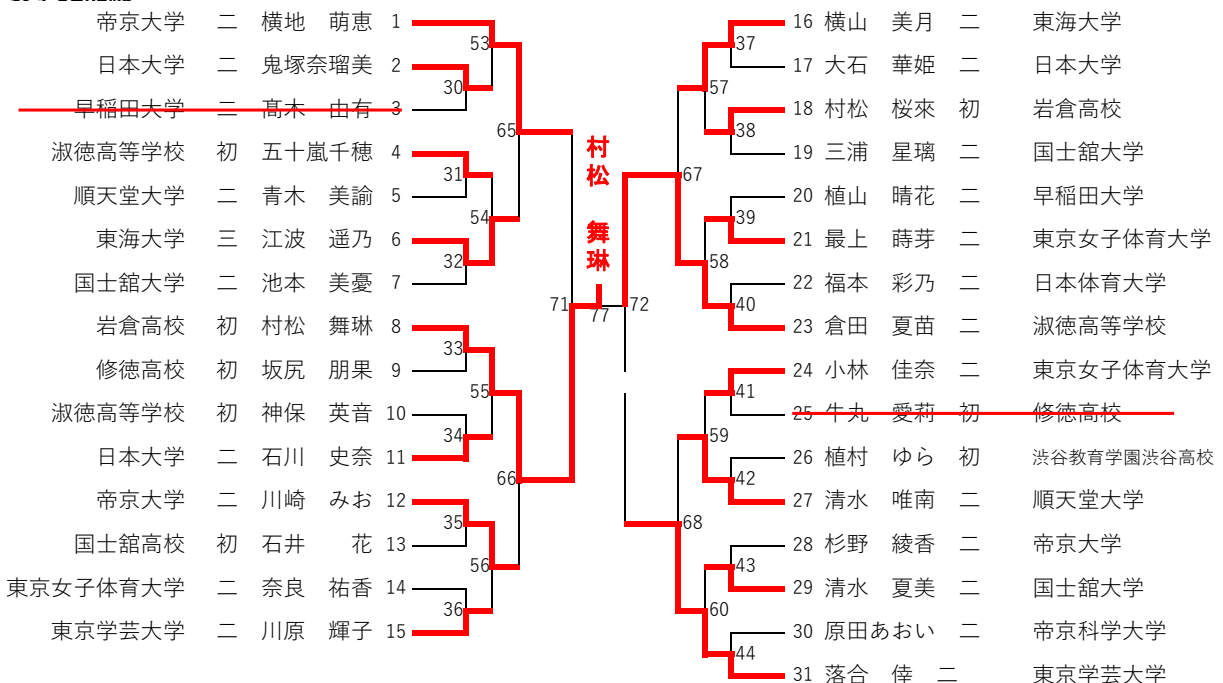 帝京大学 二 横地 萌恵 1
日本大学 二 鬼塚奈瑠美 2
早稲田大学 二 髙木 由有 3
淑徳高等学校 初 五十嵐千穂 4
順天堂大学 二 青木 美諭 5
東海大学 三 江波 遥乃 6
国士舘大学 二 池本 美憂 7
岩倉高校 初 村松 舞琳 8
修徳高校 初 坂尻 朋果 9
淑徳高等学校 初 神保 英音 10
日本大学 二 石川 史奈 11
帝京大学 二 川崎 みお 12
国士舘高校 初 石井 花 13
東京女子体育大学 二 奈良 祐香 14
東京学芸大学 二 川原 輝子 15
53
30
65
31
54
32
33
55
34
66
35
56
36
71
村松 舞琳
77
72
37
57
38
67
39
58
40
41
59
42
68
43
60
44
16 横山 美月 二 東海大学
17 大石 華姫 二 日本大学
18 村松 桜來 初 岩倉高校
19 三浦 星璃 二 国士舘大学
20 植山 晴花 二 早稲田大学
21 最上 蒔芽 二 東京女子体育大学
22 福本 彩乃 二 日本体育大学
23 倉田 夏苗 二 淑徳高等学校
24 小林 佳奈 二 東京女子体育大学
25 牛丸 愛莉 初 修徳高校
26 植村 ゆら 初 渋谷教育学園渋谷高校
27 清水 唯南 二 順天堂大学
28 杉野 綾香 二 帝京大学
29 清水 夏美 二 国士舘大学
30 原田あおい 二 帝京科学大学
31 落合 倖 二 東京学芸大学